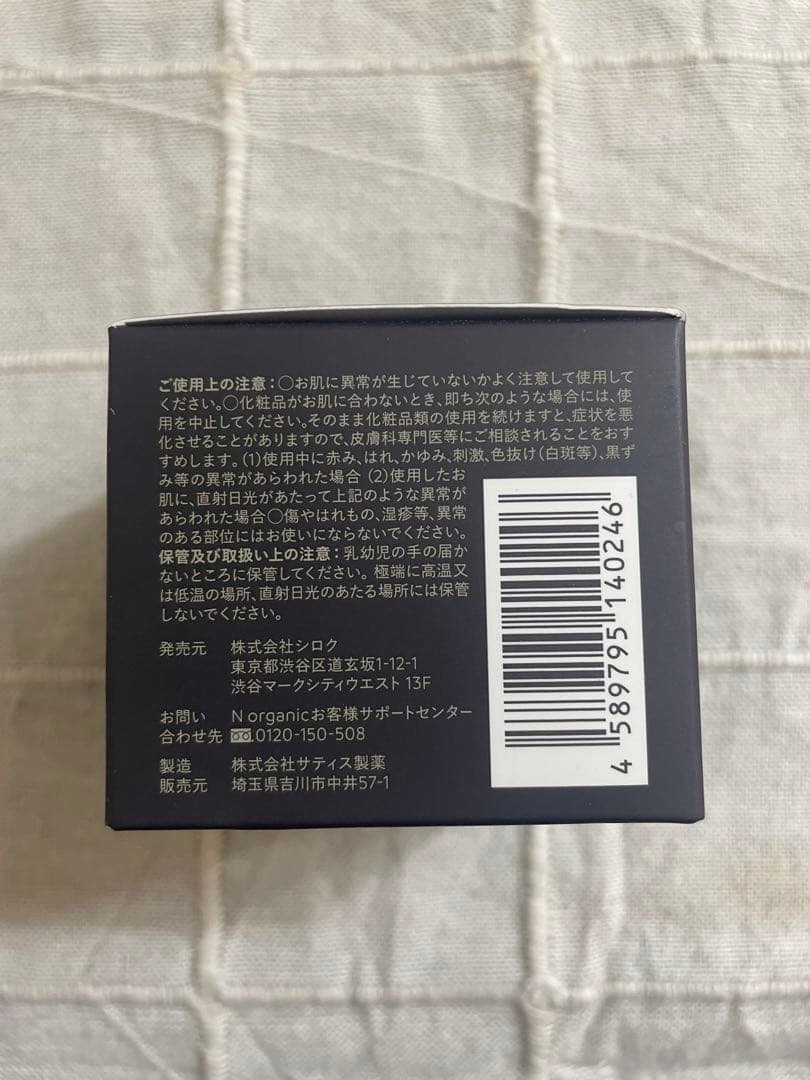 ご使用上の注意：〇お肌に異常が生じていないかよく注意して使用して
ください。〇化粧品がお肌に合わないとき、即ち次のような場合には、使
用を中止してください。そのまま化粧品類の使用を続けますと、症状を悪
化させることがありますので、皮膚科専門医等にご相談されることをおす
すめします。(1)使用中に赤み、はれ、かゆみ、刺激、色抜け(白斑等)、黒ず
み等の異常があらわれた場合 (2)使用したお
肌に、直射日光があたって上記のような異常が
あらわれた場合〇傷やはれもの、湿疹等、異常
のある部位にはお使いにならないでください。
保管及び取扱い上の注意：乳幼児の手の届か
ないところに保管してください。極端に高温又
は低温の場所、直射日光のあたる場所には保管
しないでください。
発売元 株式会社シロク
東京都渋谷区道玄坂1-12-1
渋谷マークシティウエスト 13F
お問い N organicお客様サポートセンター
合わせ先 0120-150-508
製造 株式会社サティス製薬
販売元 埼玉県吉川市中井57-1
4 589795 140246